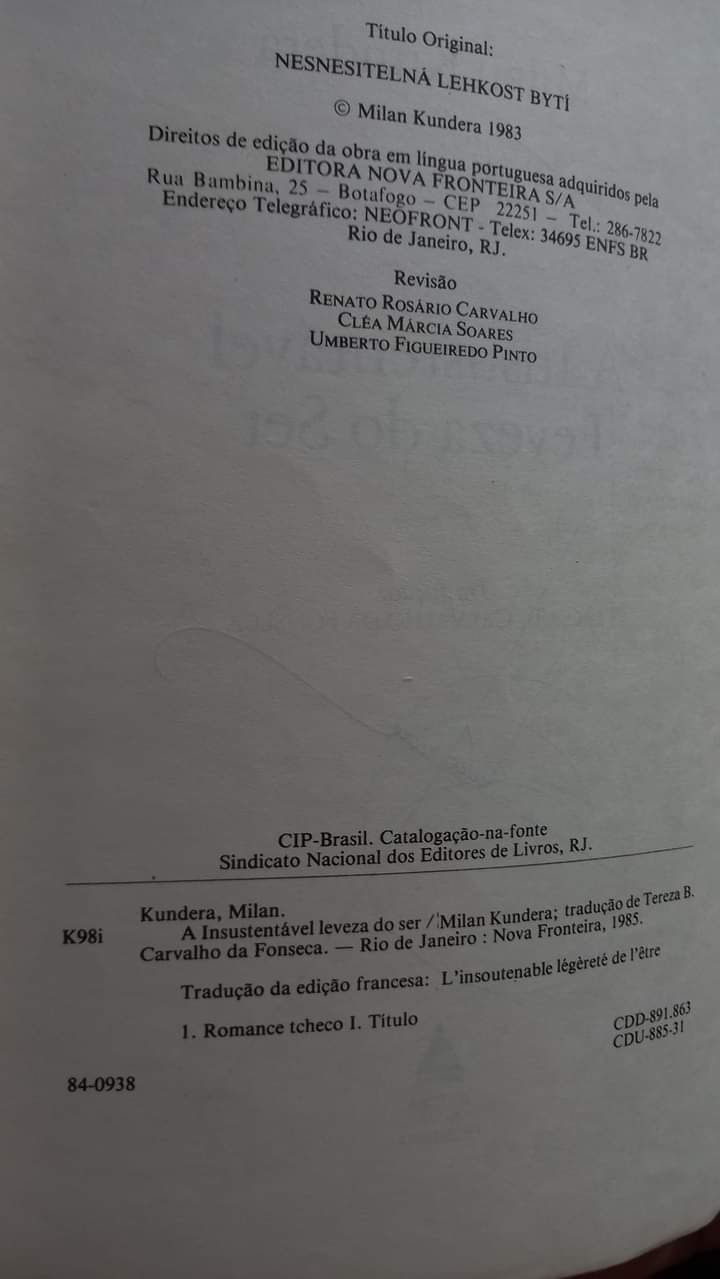 Título Original:
NESNESITELNÁ LEHKOST BYTÍ
© Milan Kundera 1983
Direitos de edição da obra em língua portuguesa adquiridos pela
EDITORA NOVA FRONTEIRA S/A
Rua Bambina, 25 — Botafogo — CEP 22251 — Tel.: 286-7822
Endereço Telegráfico: NEOFRONT - Telex: 34695 ENFS BR
Rio de Janeiro, RJ.
Revisão
RENATO ROSÁRIO CARVALHO
CLÉA MÁRCIA SOARES
UMBERTO FIGUEIREDO PINTO
CIP-Brasil. Catalogação-na-fonte
Sindicato Nacional dos Editores de Livros, RJ.
Kundera, Milan.
K98i A Insustentável leveza do ser / Milan Kundera; tradução de Tereza B.
Carvalho da Fonseca. — Rio de Janeiro : Nova Fronteira, 1985.
Tradução da edição francesa: L'insoutenable légèreté de l'être
1. Romance tcheco I. Título
CDD-891.863
CDU-885-31
84-0938